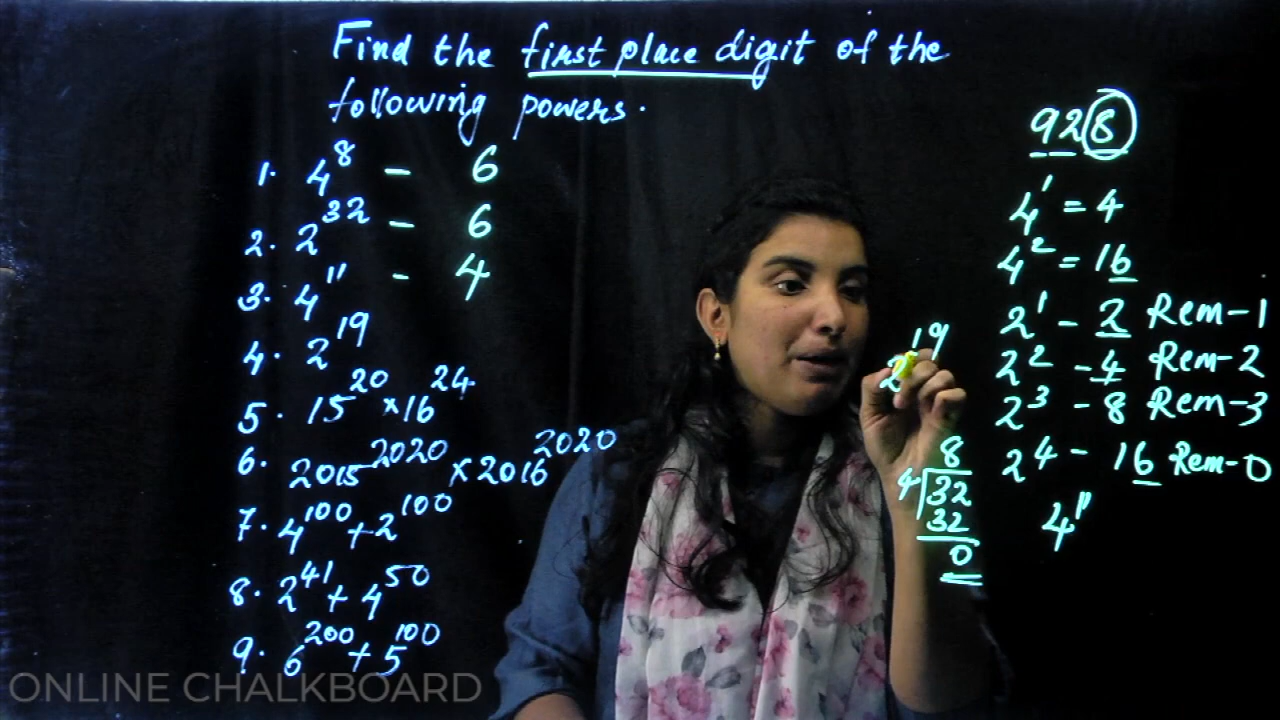 Find the first place digit of the
following powers.
1. 4^8 - 6
2. 2^32 - 6
3. 4^11 - 4
4. 2^19
5. 15^20 × 16^24
6. 2015^2020 × 2016^2020
7. 4^100 + 2^100
8. 2^41 + 4^50
9. 6^200 + 5^100
928
4^1 = 4
4^2 = 16
2^1 - 2 Rem-1
2^2 - 4 Rem-2
2^3 - 8 Rem-3
2^4 - 16 Rem-0
4^11
2^19
8
4 32
32
0
ONLINE CHALKBOARD